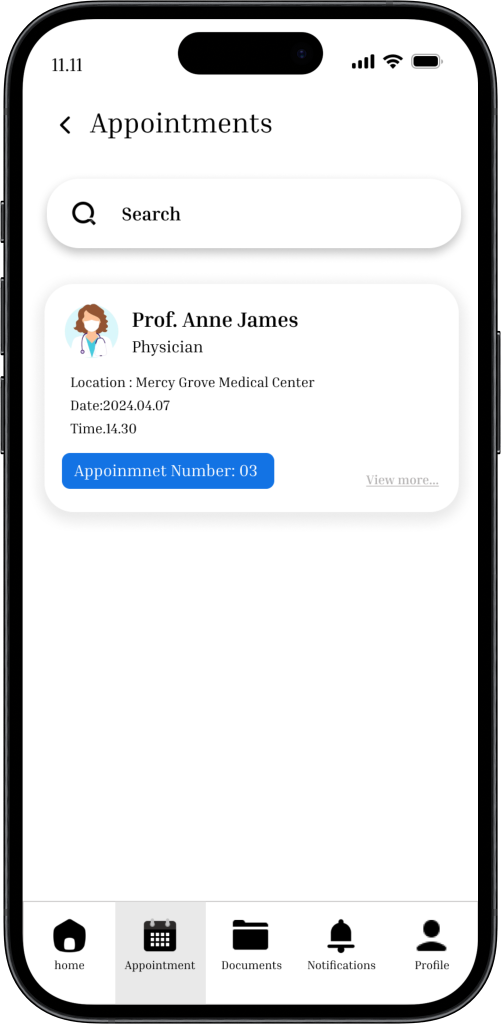 11.11
Appointments
Search
Prof. Anne James
Physician
Location : Mercy Grove Medical Center
Date:2024.04.07
Time.14.30
Appoinmnet Number: 03
View more...
home
Appointment
Documents
Notifications
Profile